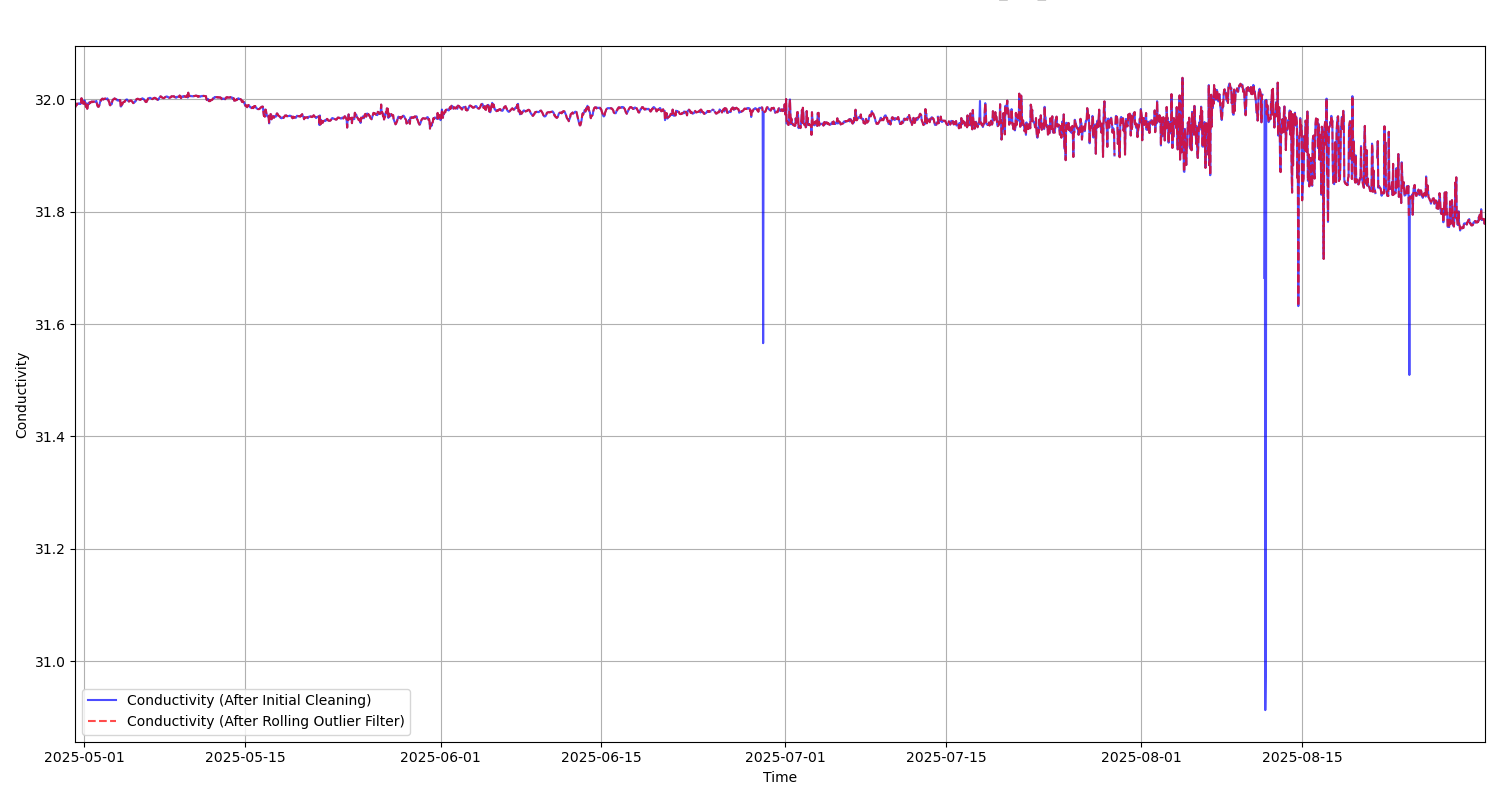 32.0
31.8
31.6
31.4
31.2
31.0
Conductivity
Conductivity (After Initial Cleaning)
Conductivity (After Rolling Outlier Filter)
2025-05-01 2025-05-15 2025-06-01 2025-06-15 2025-07-01 2025-07-15 2025-08-01 2025-08-15
Time